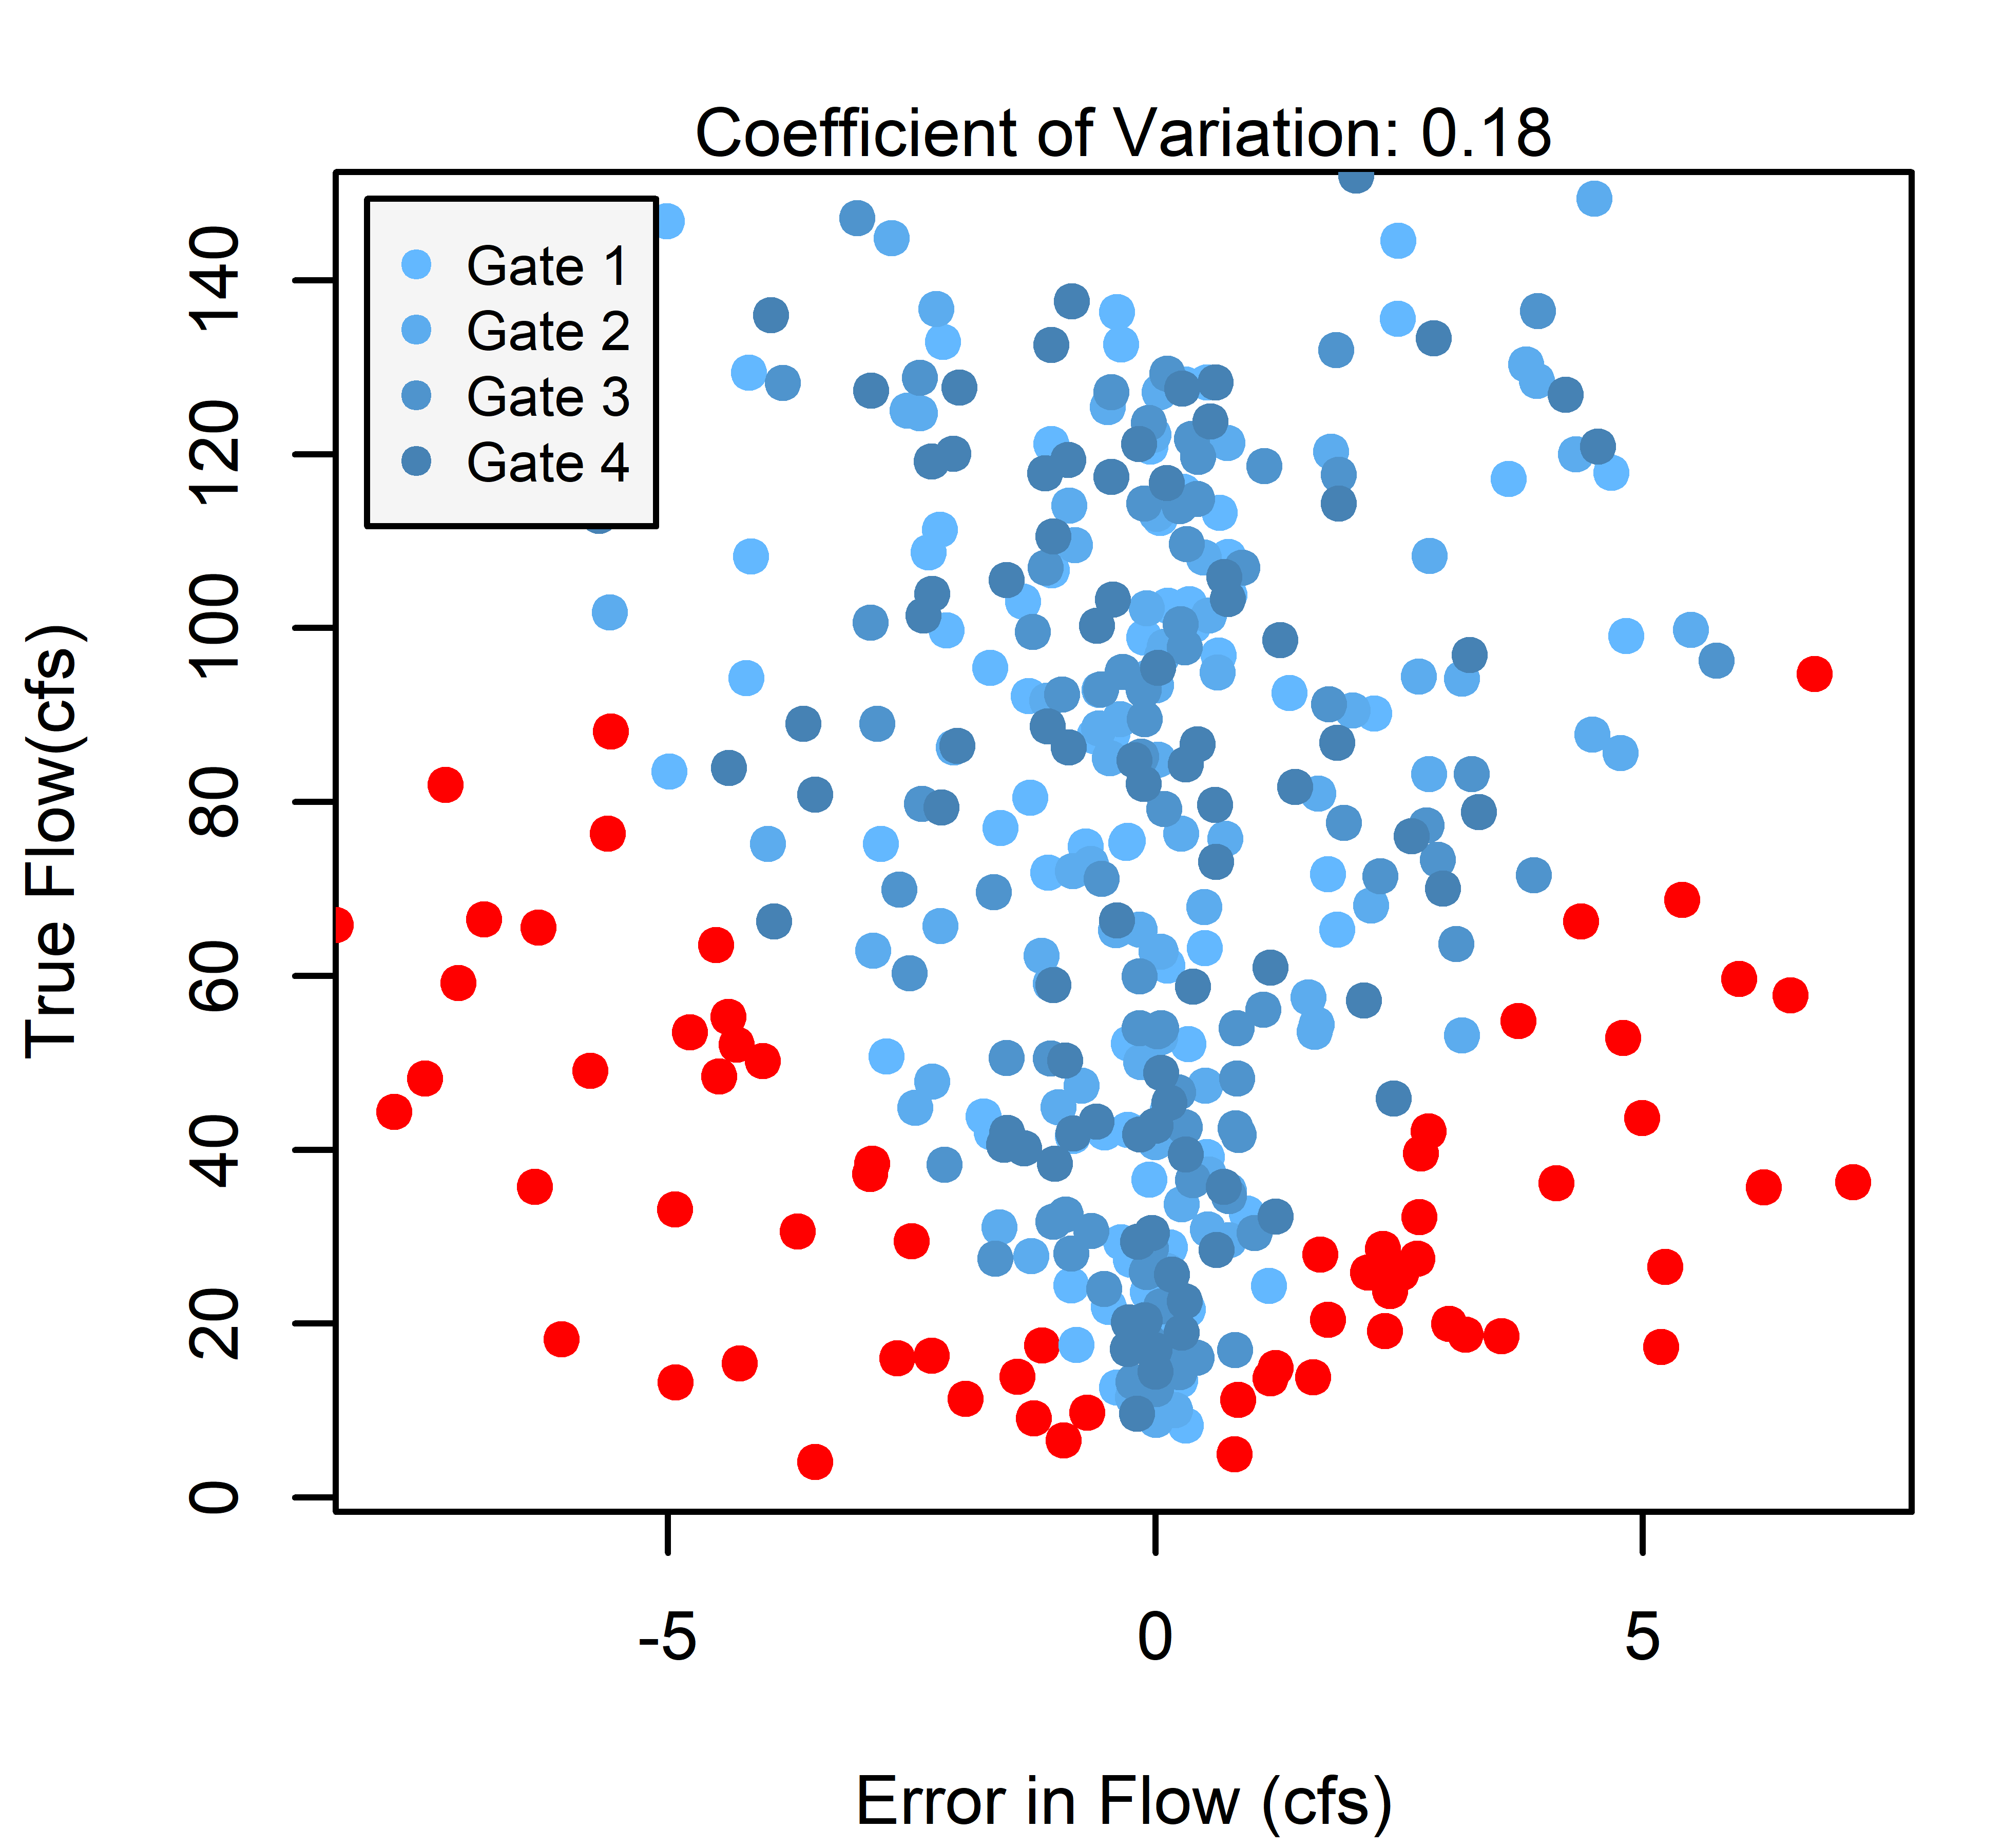 Coefficient of Variation: 0.18
Gate 1
Gate 2
Gate 3
Gate 4
True Flow(cfs)
140
120
100
80
60
40
20
0
-5 0 5
Error in Flow (cfs)